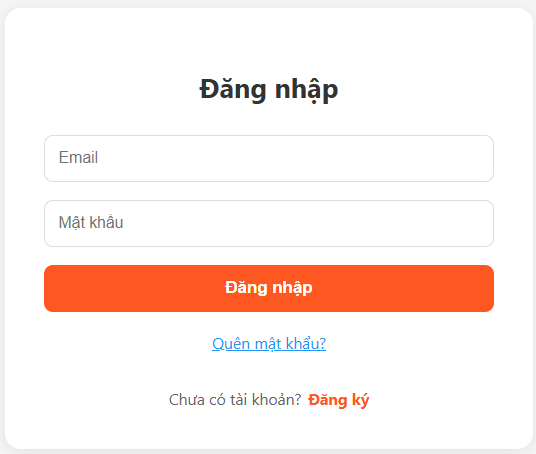 Đăng nhập
Email
Mật khẩu
Đăng nhập
Quên mật khẩu?
Chưa có tài khoản? Đăng ký